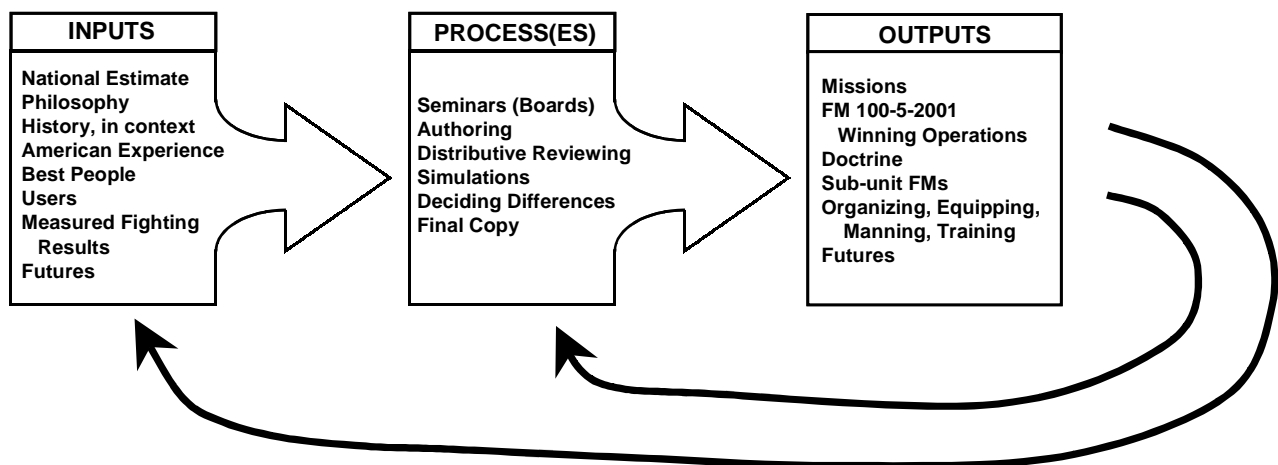 INPUTS
National Estimate
Philosophy
History, in context
American Experience
Best People
Users
Measured Fighting
Results
Futures
PROCESS(ES)
Seminars (Boards)
Authoring
Distributive Reviewing
Simulations
Deciding Differences
Final Copy
OUTPUTS
Missions
FM 100-5-2001
Winning Operations
Doctrine
Sub-unit FMs
Organizing, Equipping,
Manning, Training
Futures